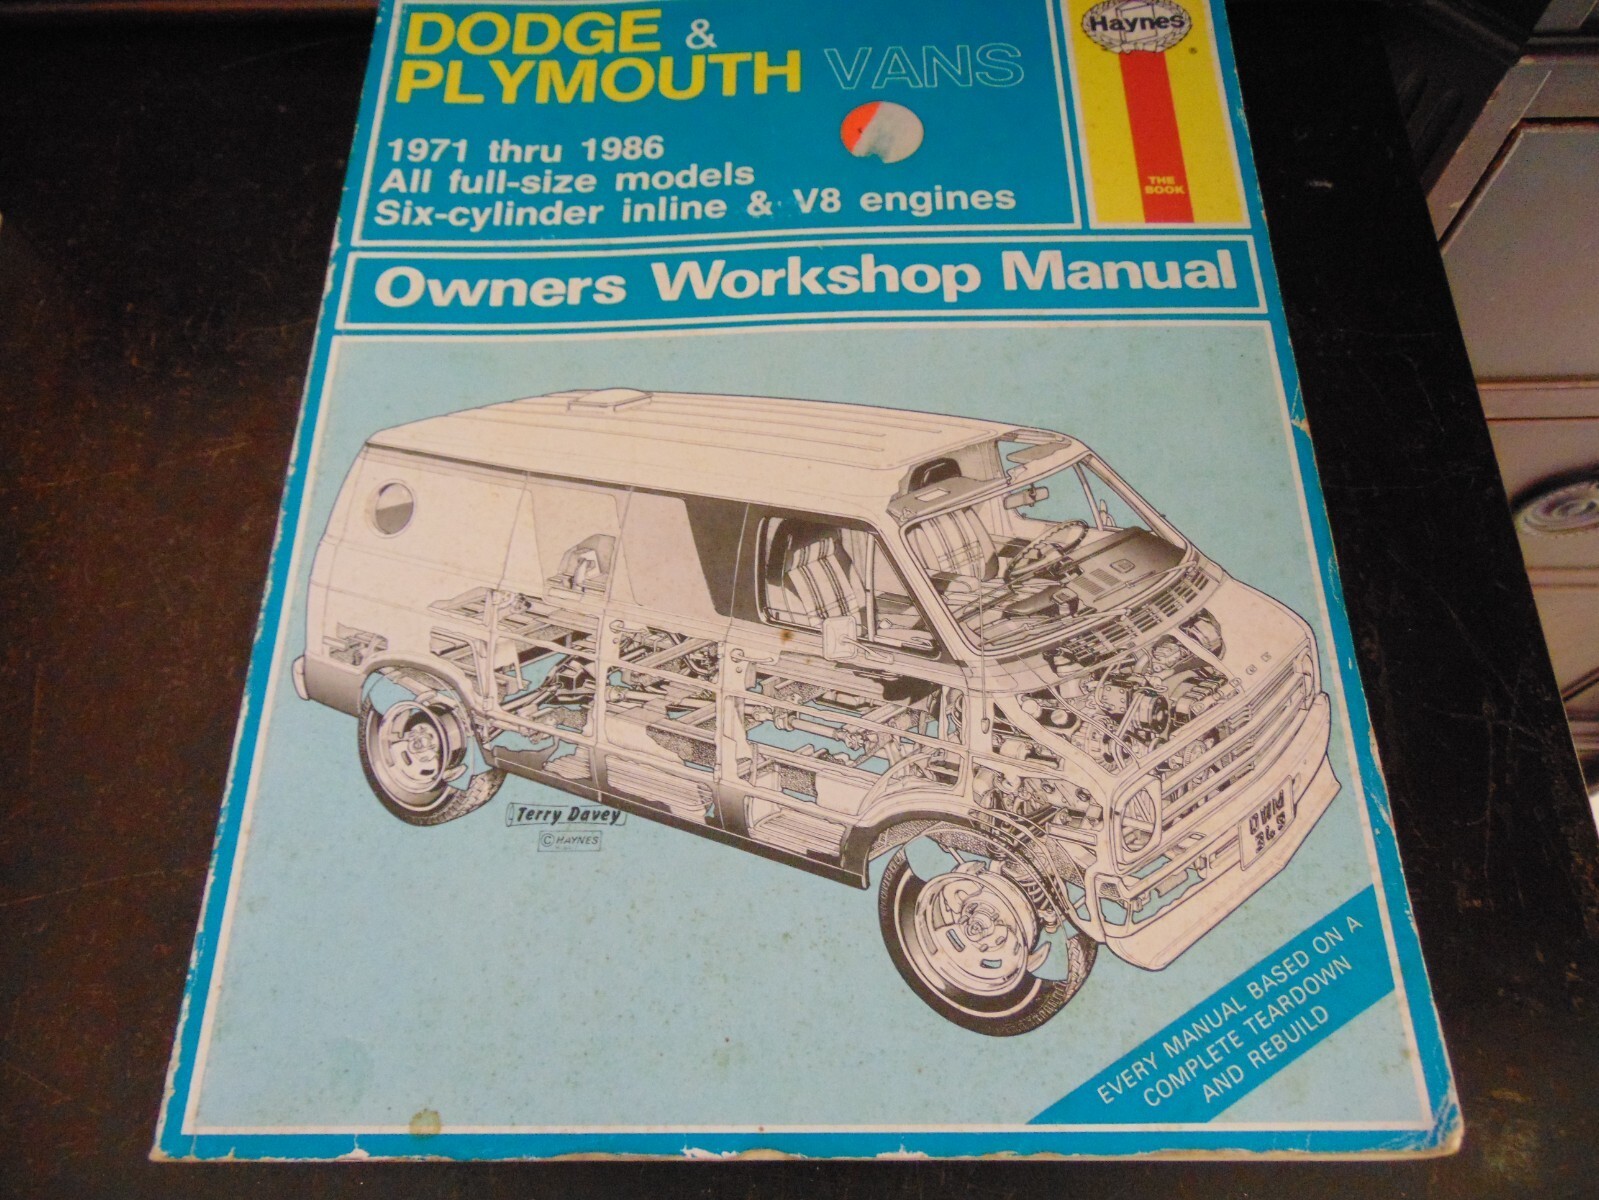 DODGE &
PLYMOUTH VANS
Haynes
®
1971 thru 1986
All full-size models
Six-cylinder inline & V8 engines
THE
BOOK
Owners Workshop Manual
Terry Davey
© HAYNES
EVERY MANUAL BASED ON A
COMPLETE TEARDOWN
AND REBUILD